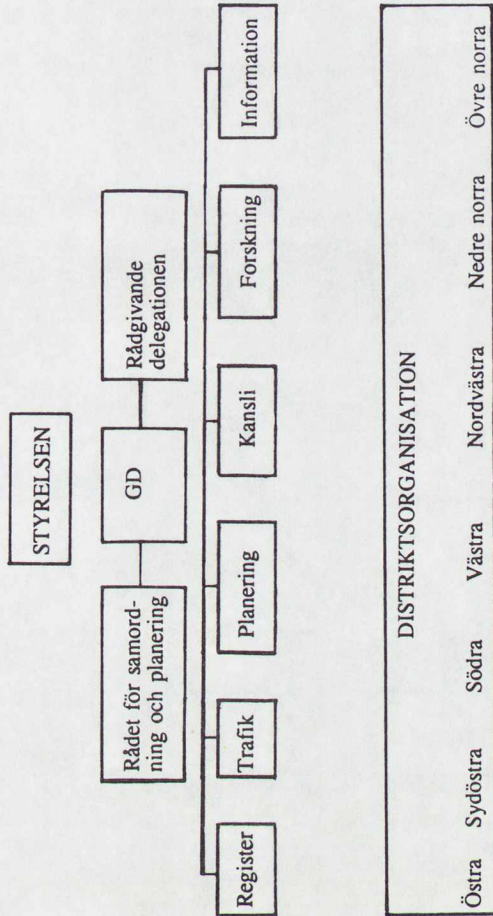 STYRELSEN
Rådet för samord-
ning och planering
GD
Rådgivande
delegationen
Register
Trafik
Planering
Kansli
Forskning
Information
DISTRIKTSORGANISATION
Östra Sydöstra Södra Västra Nordvästra Nedre norra Övre norra